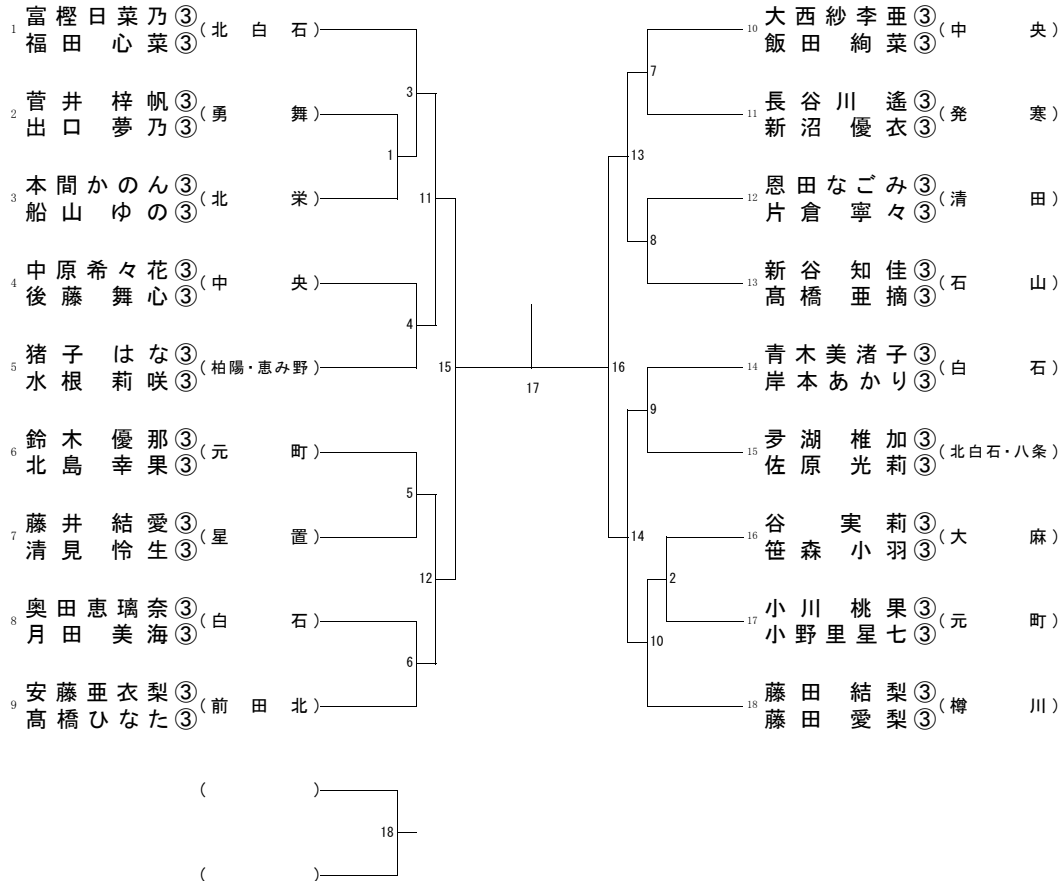 1 富樫日菜乃③(北白石)
福田心菜③
2 菅井梓帆③(勇舞)
出口夢乃③
3 本間かのん③(北栄)
船山ゆの③
4 中原希々花③(中央)
後藤舞心③
5 猪子はな③(柏陽・恵み野)
水根莉咲③
6 鈴木優那③(元町)
北島幸果③
7 藤井結愛③(星置)
清見怜生③
8 奥田恵璃奈③(白石)
月田美海③
9 安藤亜衣梨③(前田北)
髙橋ひなた③
( )
( )
1
3
4
5
6
11
12
15
18
17
16
13
14
7
8
9
2
10
10 大西紗李亜③(中央)
飯田絢菜③
11 長谷川遙③(発寒)
新沼優衣③
12 恩田なごみ③(清田)
片倉寧々③
13 新谷知佳③(石山)
髙橋亜摘③
14 青木美渚子③(白石)
岸本あかり③
15 夛湖椎加③(北白石・八条)
佐原光莉③
16 谷実莉③(大麻)
笹森小羽③
17 小川桃果③(元町)
小野里星七③
18 藤田結梨③(樽川)
藤田愛梨③